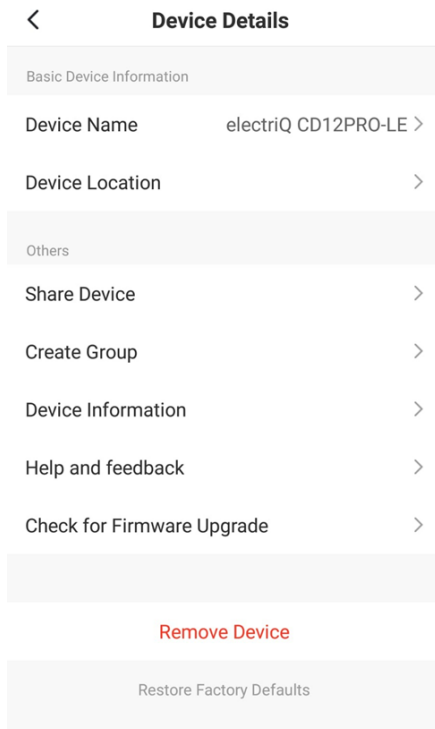 Device Details
Basic Device Information
Device Name electriQ CD12PRO-LE
Device Location
Others
Share Device
Create Group
Device Information
Help and feedback
Check for Firmware Upgrade
Remove Device
Restore Factory Defaults